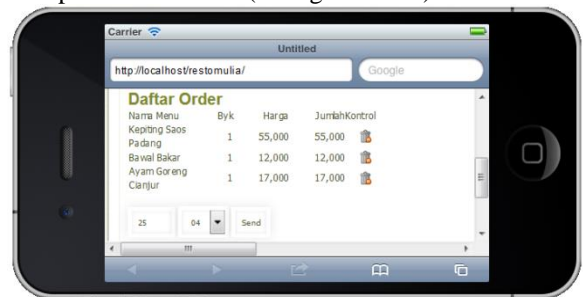 Carrier
Untitled
http://localhost/restomulia/ Google
Daftar Order
Nama Menu Byk Harga JumlahKontrol
Kepiting Saos Padang 1 55,000 55,000
Bawal Bakar 1 12,000 12,000
Ayam Goreng Cianjur 1 17,000 17,000
25 04 Send